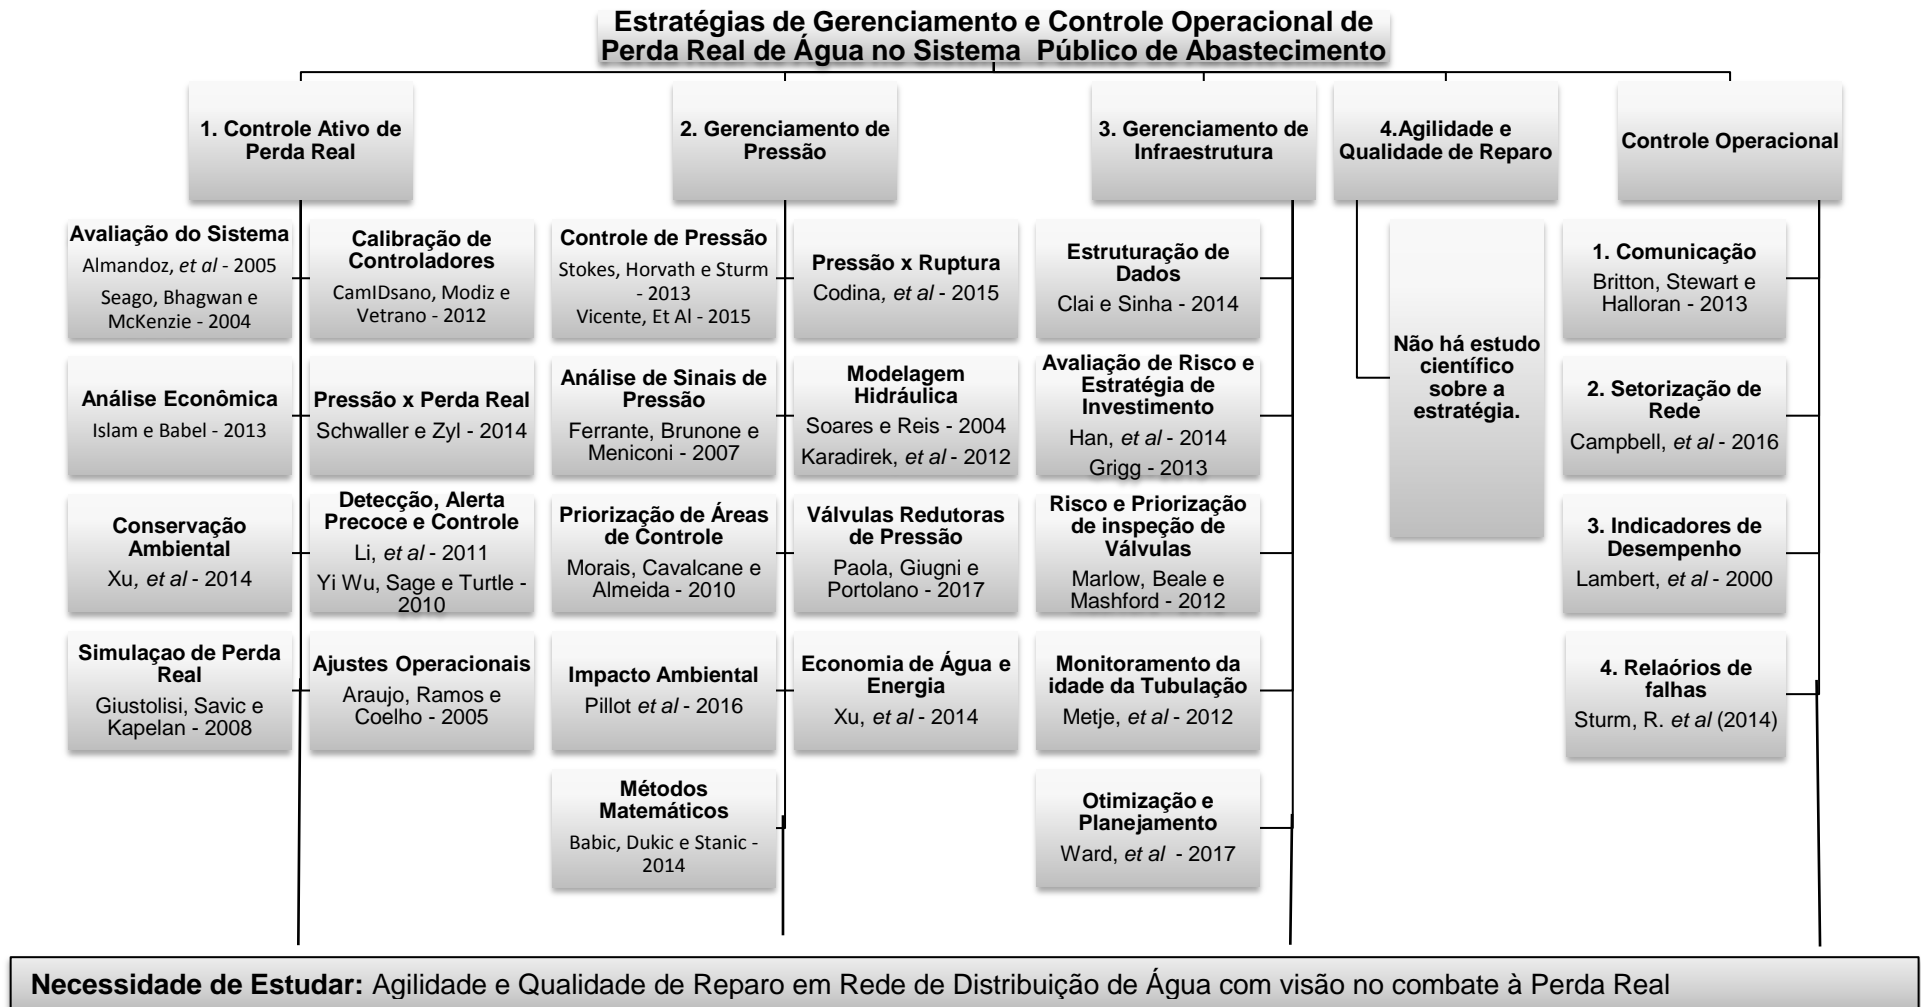 Estratégias de Gerenciamento e Controle Operacional de
Perda Real de Água no Sistema Público de Abastecimento
1. Controle Ativo de
Perda Real
2. Gerenciamento de
Pressão
3. Gerenciamento de
Infraestrutura
4.Agilidade e
Qualidade de Reparo
Controle Operacional
Avaliação do Sistema
Almandoz, et al - 2005
Seago, Bhagwan e
McKenzie - 2004
Calibração de
Controladores
CamIDsano, Modiz e
Vetrano - 2012
Análise Econômica
Islam e Babel - 2013
Pressão x Perda Real
Schwaller e Zyl - 2014
Conservação
Ambiental
Xu, et al - 2014
Detecção, Alerta
Precoce e Controle
Li, et al - 2011
Yi Wu, Sage e Turtle -
2010
Simulaçao de Perda
Real
Giustolisi, Savic e
Kapelan - 2008
Ajustes Operacionais
Araujo, Ramos e
Coelho - 2005
Controle de Pressão
Stokes, Horvath e Sturm
- 2013
Vicente, Et Al - 2015
Pressão x Ruptura
Codina, et al - 2015
Análise de Sinais de
Pressão
Ferrante, Brunone e
Meniconi - 2007
Modelagem
Hidráulica
Soares e Reis - 2004
Karadirek, et al - 2012
Priorização de Áreas
de Controle
Morais, Cavalcane e
Almeida - 2010
Válvulas Redutoras
de Pressão
Paola, Giugni e
Portolano - 2017
Impacto Ambiental
Pillot et al - 2016
Economia de Água e
Energia
Xu, et al - 2014
Métodos
Matemáticos
Babic, Dukic e Stanic -
2014
Estruturação de
Dados
Clai e Sinha - 2014
Avaliação de Risco e
Estratégia de
Investimento
Han, et al - 2014
Grigg - 2013
Risco e Priorização
de inspeção de
Válvulas
Marlow, Beale e
Mashford - 2012
Monitoramento da
idade da Tubulação
Metje, et al - 2012
Otimização e
Planejamento
Ward, et al - 2017
Não há estudo
científico
sobre a
estratégia.
1. Comunicação
Britton, Stewart e
Halloran - 2013
2. Setorização de
Rede
Campbell, et al - 2016
3. Indicadores de
Desempenho
Lambert, et al - 2000
4. Relaórios de
falhas
Sturm, R. et al (2014)
Necessidade de Estudar: Agilidade e Qualidade de Reparo em Rede de Distribuição de Água com visão no combate à Perda Real